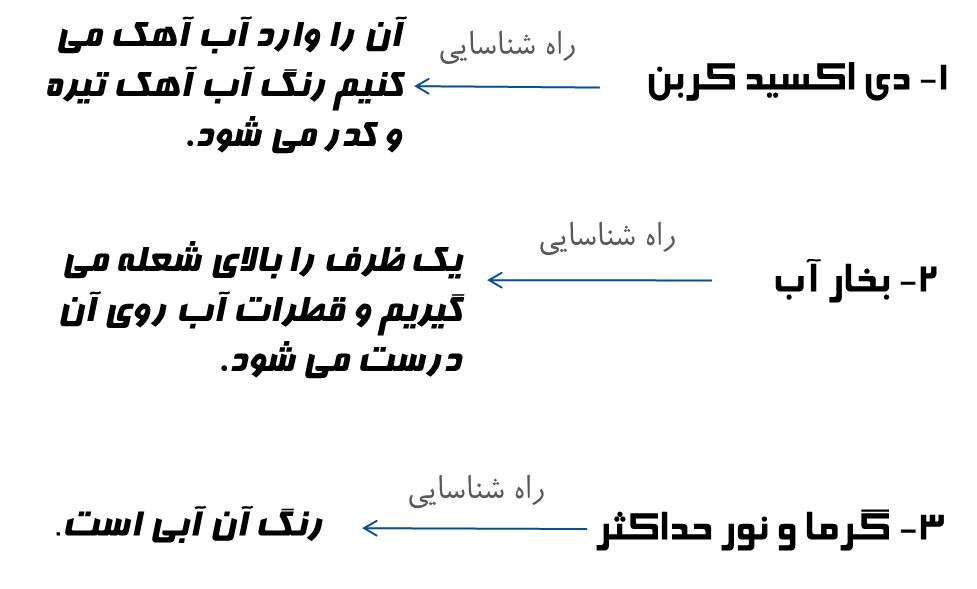 ۱- دی اکسید کربن
راه شناسایی
آن را وارد آب آهک می
کنیم رنگ آب آهک تیره
و کدر می شود.
۲- بخار آب
راه شناسایی
یک ظرف را بالای شعله می
گیریم و قطرات آب روی آن
درست می شود.
۳- گرما و نور حداکثر
راه شناسایی
رنگ آن آبی است.